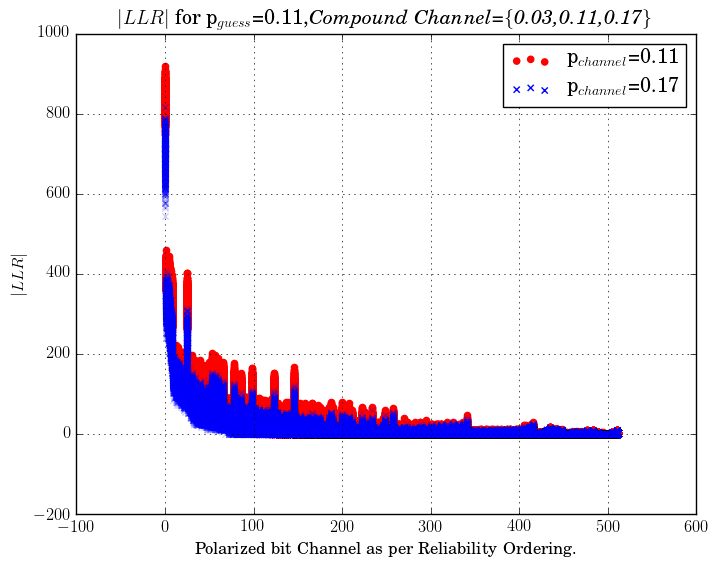 |LLR| for p_guess=0.11,Compound Channel={0.03,0.11,0.17}
1000
800
600
400
200
0
−200
|LLR|
p_channel=0.11
p_channel=0.17
−100 0 100 200 300 400 500 600
Polarized bit Channel as per Reliability Ordering.